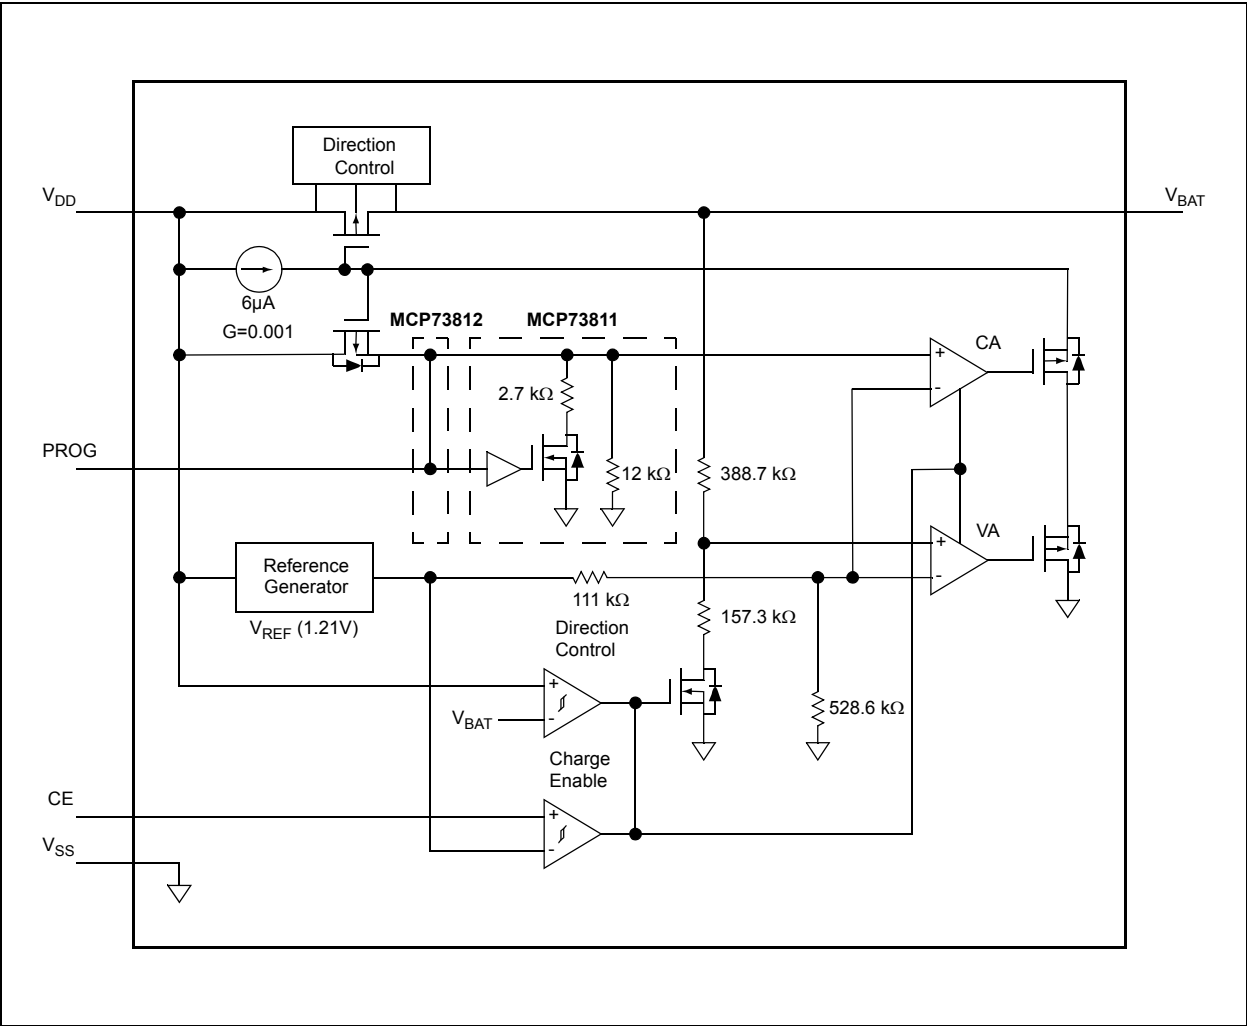 Direction
Control
V_DD
V_BAT
6µA
G=0.001
MCP73812
MCP73811
+
CA
-
2.7 kΩ
PROG
12 kΩ
388.7 kΩ
+
VA
-
Reference
Generator
111 kΩ
V_REF (1.21V)
157.3 kΩ
Direction
Control
+
V_BAT
-
528.6 kΩ
Charge
Enable
CE
+
-
V_SS